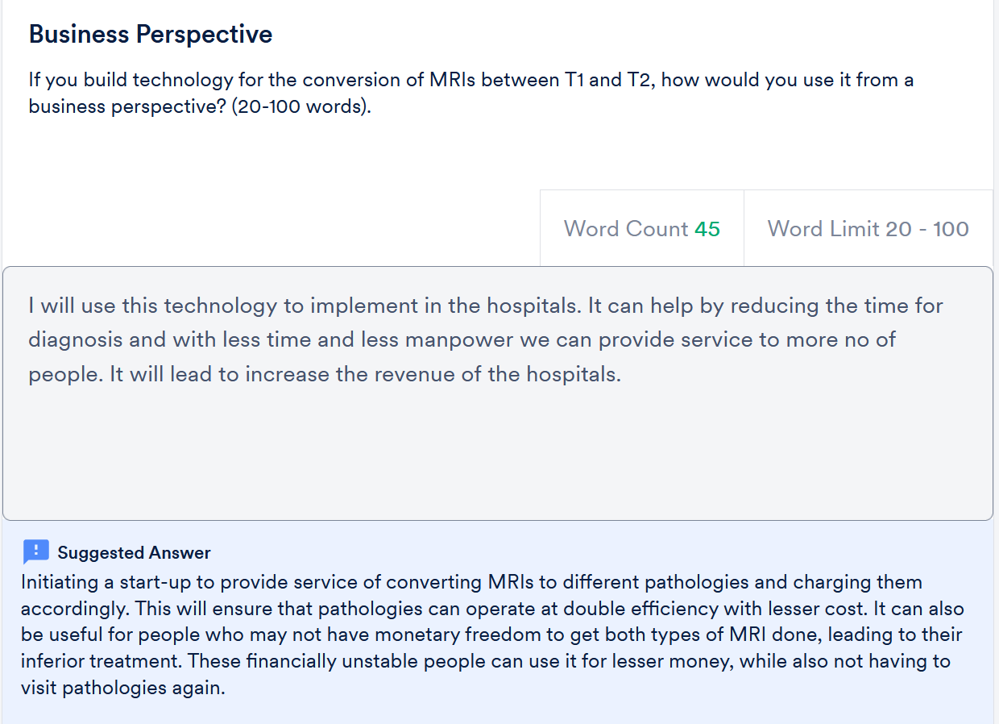 Business Perspective
If you build technology for the conversion of MRIs between T1 and T2, how would you use it from a
business perspective? (20-100 words).
Word Count 45
Word Limit 20 - 100
I will use this technology to implement in the hospitals. It can help by reducing the time for
diagnosis and with less time and less manpower we can provide service to more no of
people. It will lead to increase the revenue of the hospitals.
Suggested Answer
Initiating a start-up to provide service of converting MRIs to different pathologies and charging them
accordingly. This will ensure that pathologies can operate at double efficiency with lesser cost. It can also
be useful for people who may not have monetary freedom to get both types of MRI done, leading to their
inferior treatment. These financially unstable people can use it for lesser money, while also not having to
visit pathologies again.